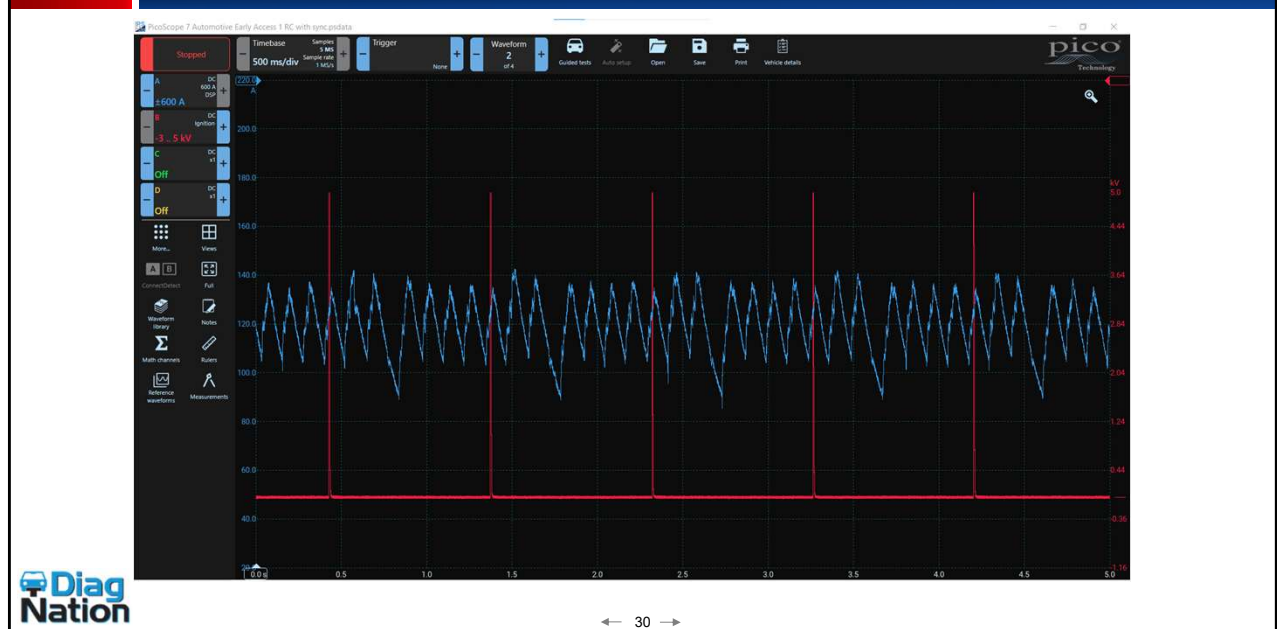 PicoScope 7 Automotive Early Access 1 RC with sync.psdata
Stopped
Timebase
500 ms/div
Samples
5 MS
Sample rate
1 MS/s
Trigger
None
Waveform
2
of 4
Guided tests
Auto setup
Open
Save
Print
Vehicle details
pico
Technology
A
DC
600 A
DSP
±600 A
B
DC
Ignition
-3 .. 5 kV
C
DC
x1
Off
D
DC
x1
Off
More...
Views
A B
ConnectDetect
Full
Waveform
library
Notes
Math channels
Rulers
Reference
waveforms
Measurements
220.0
A
200.0
180.0
160.0
140.0
120.0
100.0
80.0
60.0
40.0
kV
5.0
4.44
3.64
2.84
2.04
1.24
0.44
-0.36
-1.16
0.0 s
0.5
1.0
1.5
2.0
2.5
3.0
3.5
4.0
4.5
5.0
Diag
Nation
← 30 →